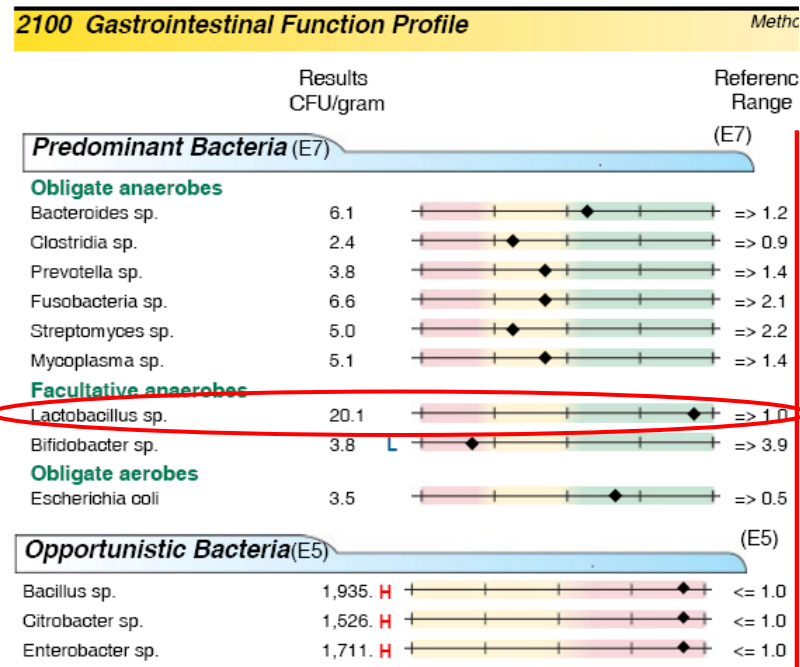 2100 Gastrointestinal Function Profile Metho
Results Referenc
CFU/gram Range
Predominant Bacteria (E7) (E7)
Obligate anaerobes
Bacteroides sp. 6.1 => 1.2
Clostridia sp. 2.4 => 0.9
Prevotella sp. 3.8 => 1.4
Fusobacteria sp. 6.6 => 2.1
Streptomyces sp. 5.0 => 2.2
Mycoplasma sp. 5.1 => 1.4
Facultative anaerobes
Lactobacillus sp. 20.1 => 1.0
Bifidobacter sp. 3.8 L => 3.9
Obligate aerobes
Escherichia coli 3.5 => 0.5
Opportunistic Bacteria(E5) (E5)
Bacillus sp. 1,935. H <= 1.0
Citrobacter sp. 1,526. H <= 1.0
Enterobacter sp. 1,711. H <= 1.0